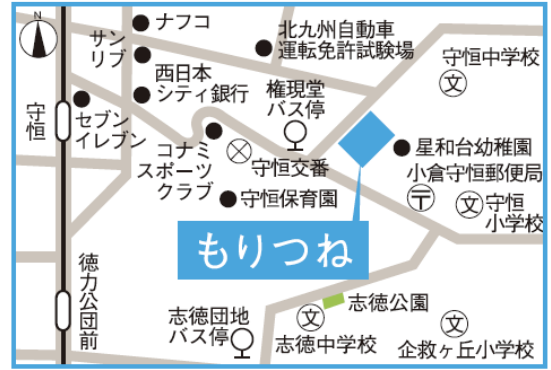 N
ナフコ
サン
リブ
北九州自動車
運転免許試験場
守恒中学校
文
西日本
シティ銀行
権現堂
バス停
守恒
セブン
イレブン
コナミ
スポーツ
クラブ
守恒交番
星和台幼稚園
小倉守恒郵便局
〒
文
守恒
小学校
守恒保育園
もりつね
徳力公団前
志徳団地
バス停
志徳公園
文
志徳中学校
文
企救ヶ丘小学校